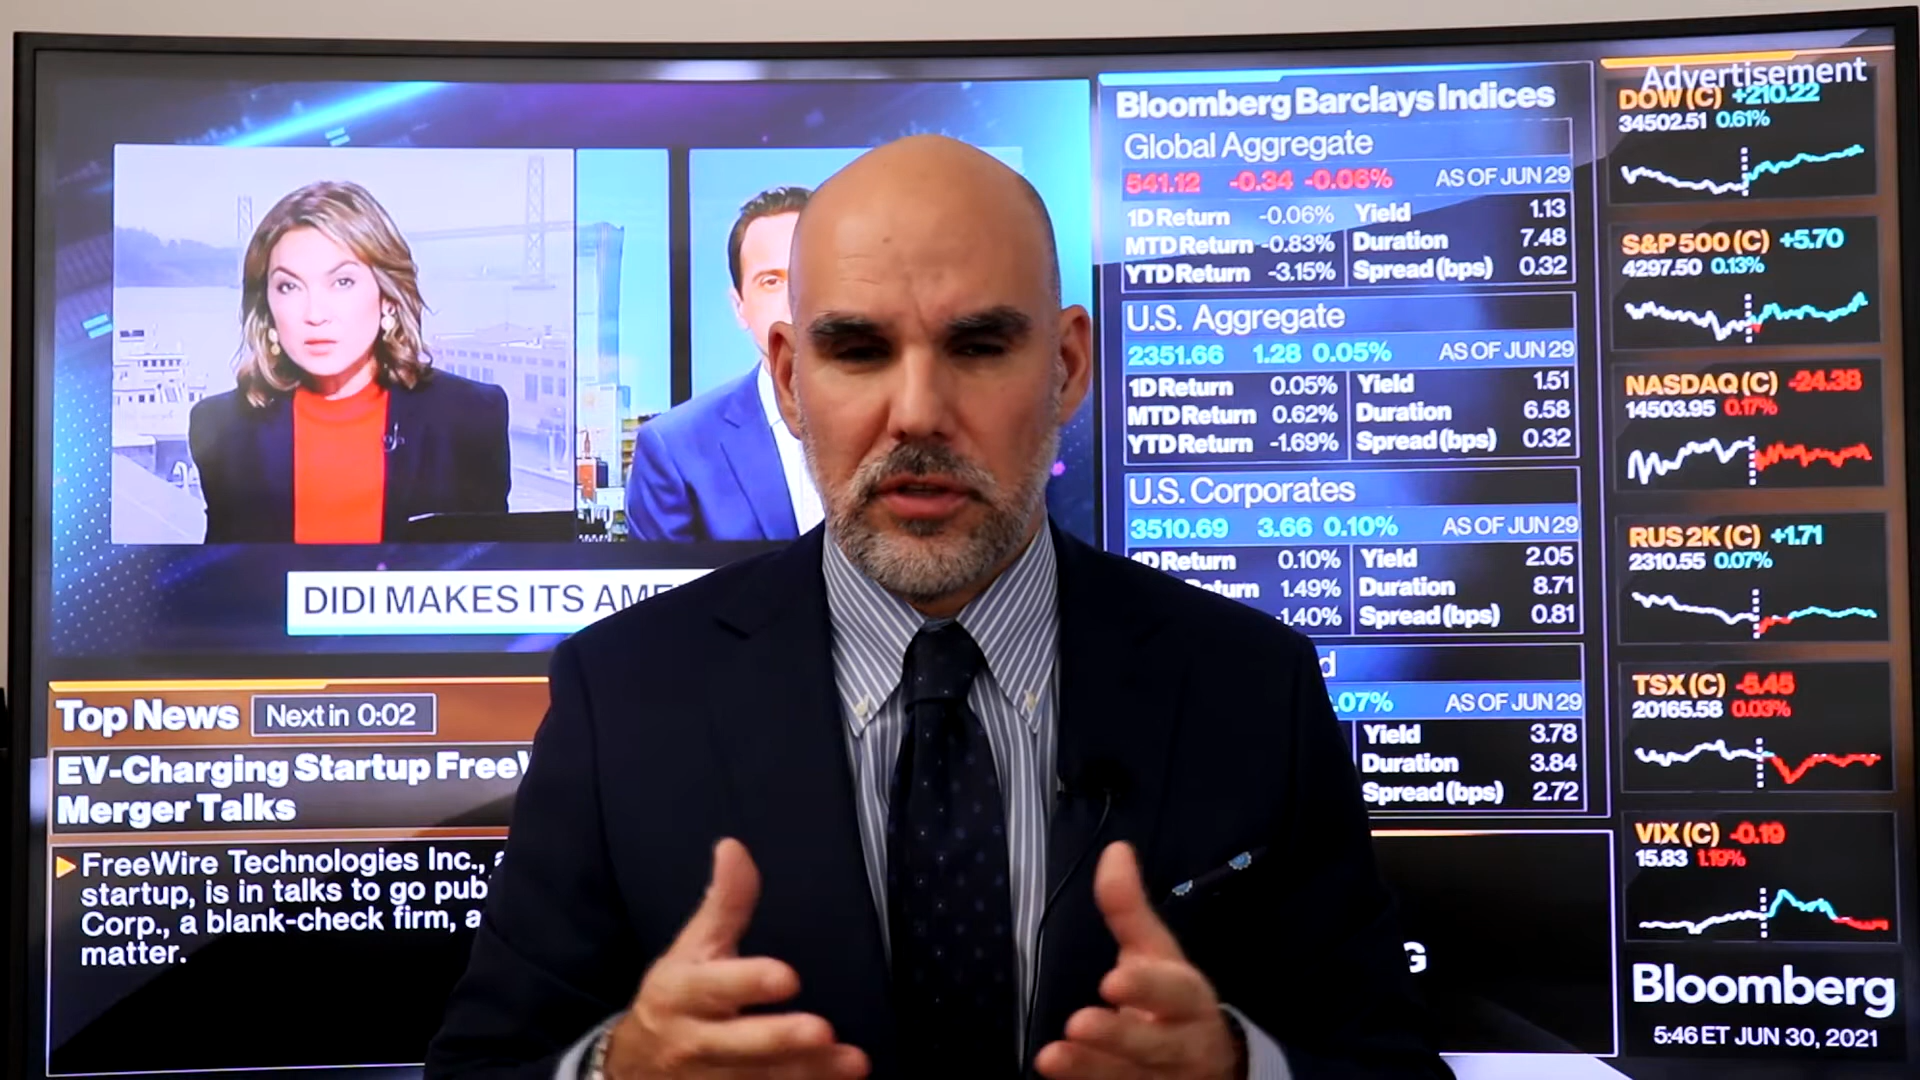 Advertisement
DIDI MAKES ITS AME
Top News
Next in 0:02
EV-Charging Startup Free
Merger Talks
FreeWire Technologies Inc.,
startup, is in talks to go pub
Corp., a blank-check firm, a
matter.
Bloomberg Barclays Indices
Global Aggregate
541.12 -0.34 -0.06% AS OF JUN 29
1D Return -0.06% Yield 1.13
MTD Return -0.83% Duration 7.48
YTD Return -3.15% Spread (bps) 0.32
U.S. Aggregate
2351.66 1.28 0.05% AS OF JUN 29
1D Return 0.05% Yield 1.51
MTD Return 0.62% Duration 6.58
YTD Return -1.69% Spread (bps) 0.32
U.S. Corporates
3510.69 3.66 0.10% AS OF JUN 29
1D Return 0.10% Yield 2.05
eturn 1.49% Duration 8.71
-1.40% Spread (bps) 0.81
d
.07% AS OF JUN 29
Yield 3.78
Duration 3.84
Spread (bps) 2.72
G
DOW (C) +210.22
34502.51 0.61%
S&P 500 (C) +5.70
4297.50 0.13%
NASDAQ (C) -24.38
14503.95 0.17%
RUS 2K (C) +1.71
2310.55 0.07%
TSX (C) -5.45
20165.58 0.03%
VIX (C) -0.19
15.83 1.19%
Bloomberg
5:46 ET JUN 30, 2021